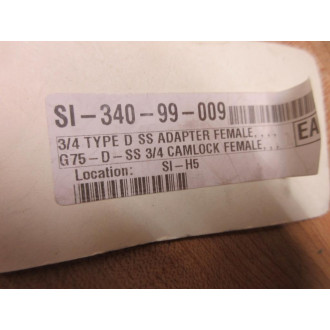 SI-340-99-009
3/4 TYPE D SS ADAPTER FEMALE....
G75-D-SS 3/4 CAMLOCK FEMALE...
EA
Location: SI-H5